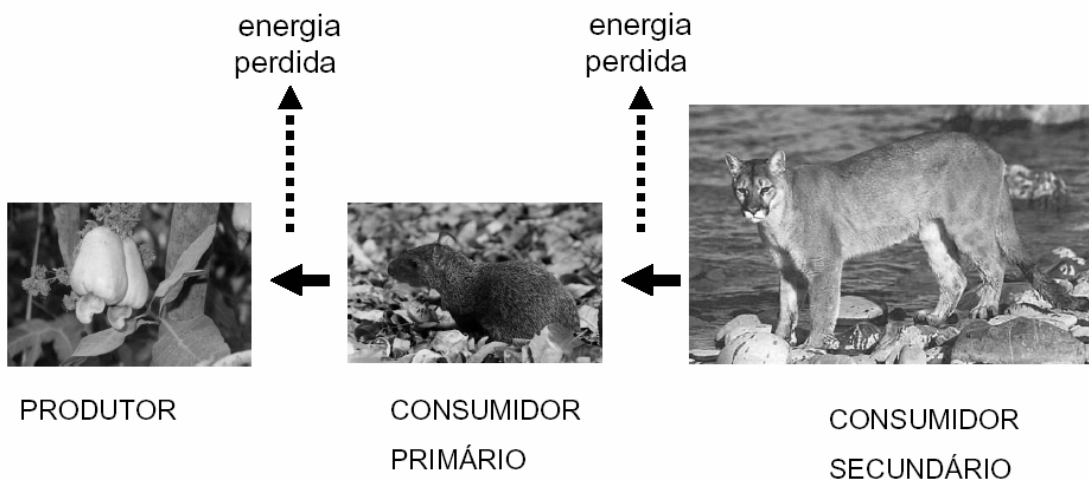 energia
perdida
energia
perdida
PRODUTOR
CONSUMIDOR
PRIMÁRIO
CONSUMIDOR
SECUNDÁRIO